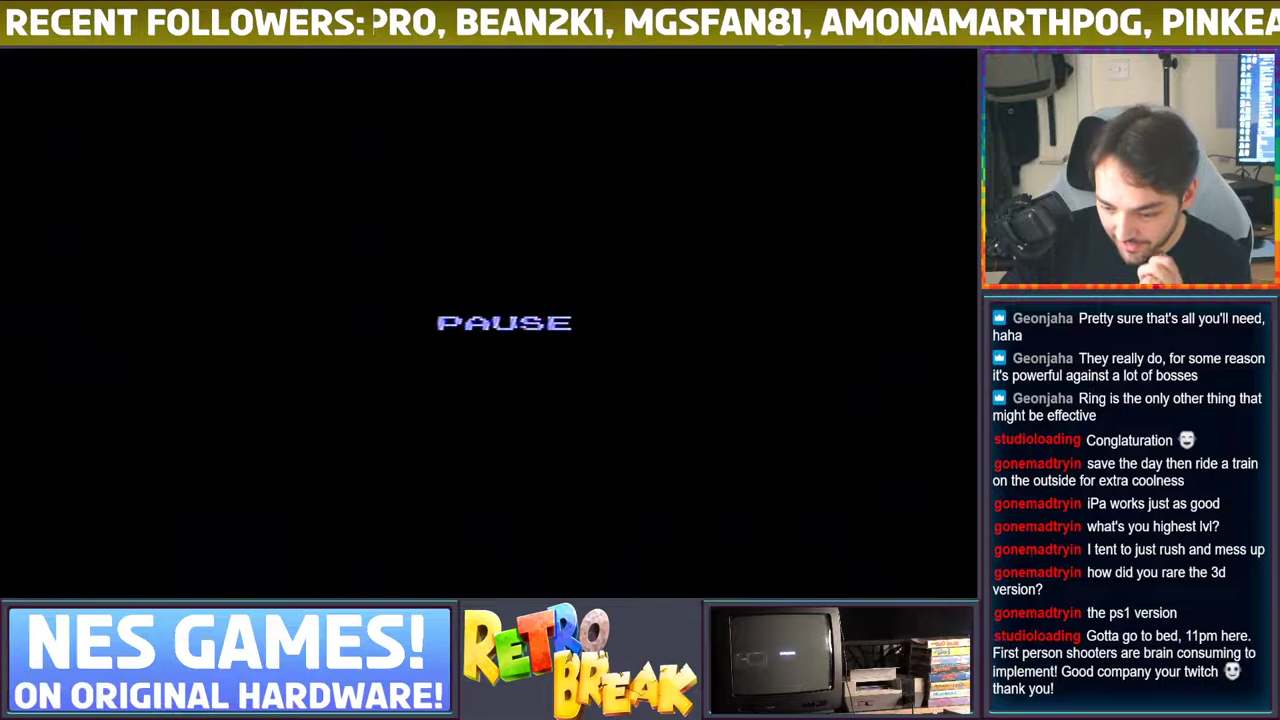 RECENT FOLLOWERS: PRO, BEAN2K1, MGSFAN81, AMONAMARTHPOG, PINKEA
PAUSE
Geonjaha Pretty sure that's all you'll need,
haha
Geonjaha They really do, for some reason
it's powerful against a lot of bosses
Geonjaha Ring is the only other thing that
might be effective
studioloading Conglaturation
gonemadtryin save the day then ride a train
on the outside for extra coolness
gonemadtryin iPa works just as good
gonemadtryin what's you highest lvl?
gonemadtryin I tent to just rush and mess up
gonemadtryin how did you rare the 3d
version?
gonemadtryin the ps1 version
studioloading Gotta go to bed, 11pm here.
First person shooters are brain consuming to
implement! Good company your twitch
thank you!
NES GAMES!
ON ORIGINAL HARDWARE!
RETRO
BREAK